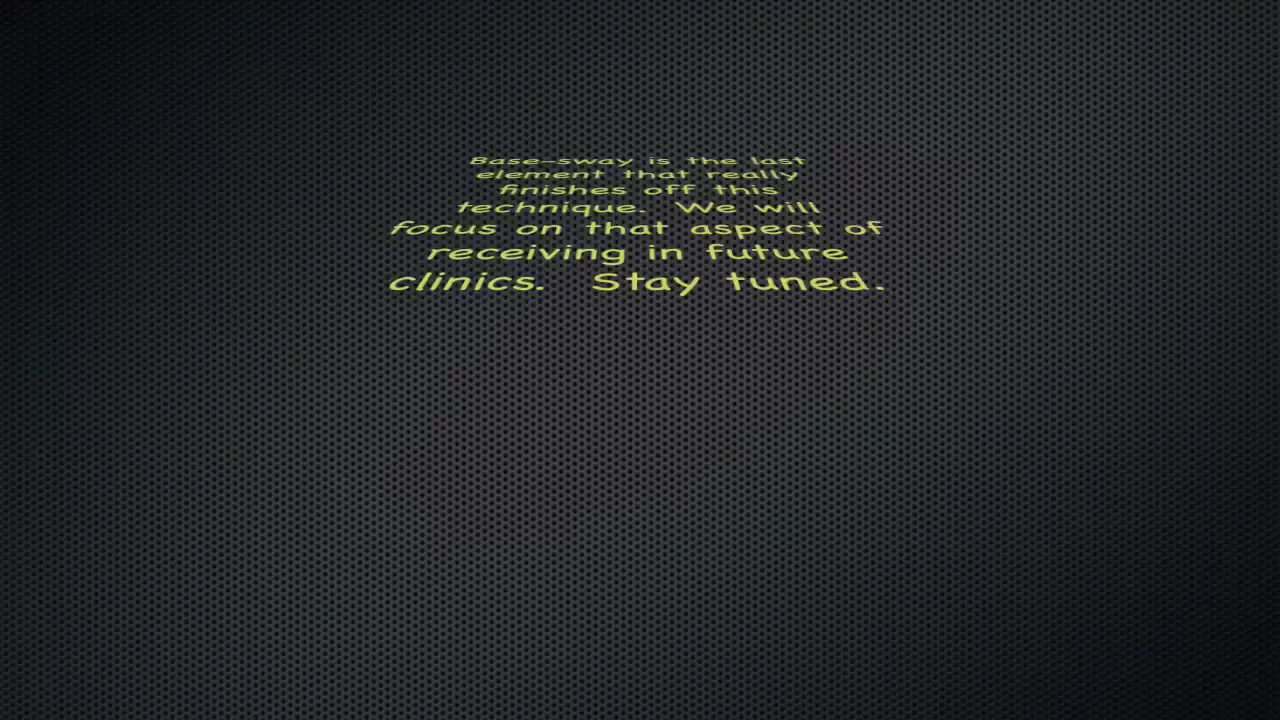 Base-sway is the last
element that really
finishes off this
technique. We will
focus on that aspect of
receiving in future
clinics. Stay tuned.